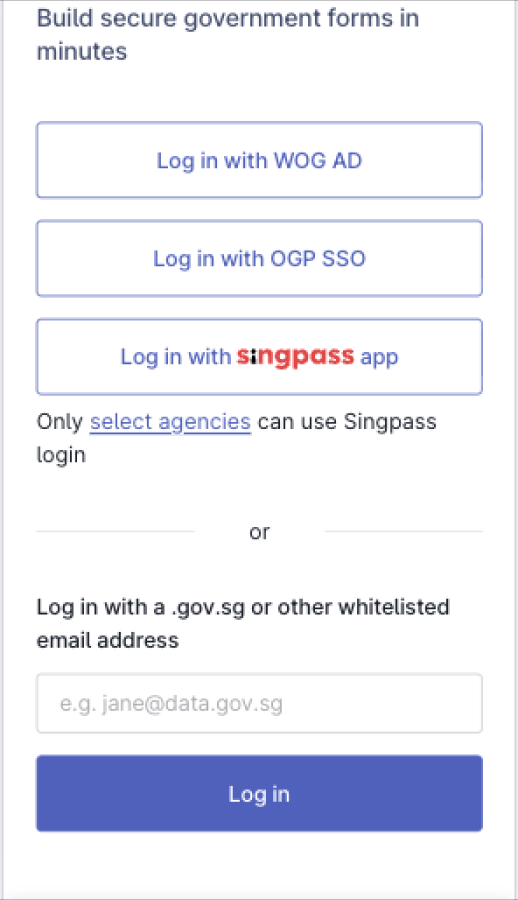 Build secure government forms in
minutes
Log in with WOG AD
Log in with OGP SSO
Log in with singpass app
Only select agencies can use Singpass
login
or
Log in with a .gov.sg or other whitelisted
email address
e.g. jane@data.gov.sg
Log in